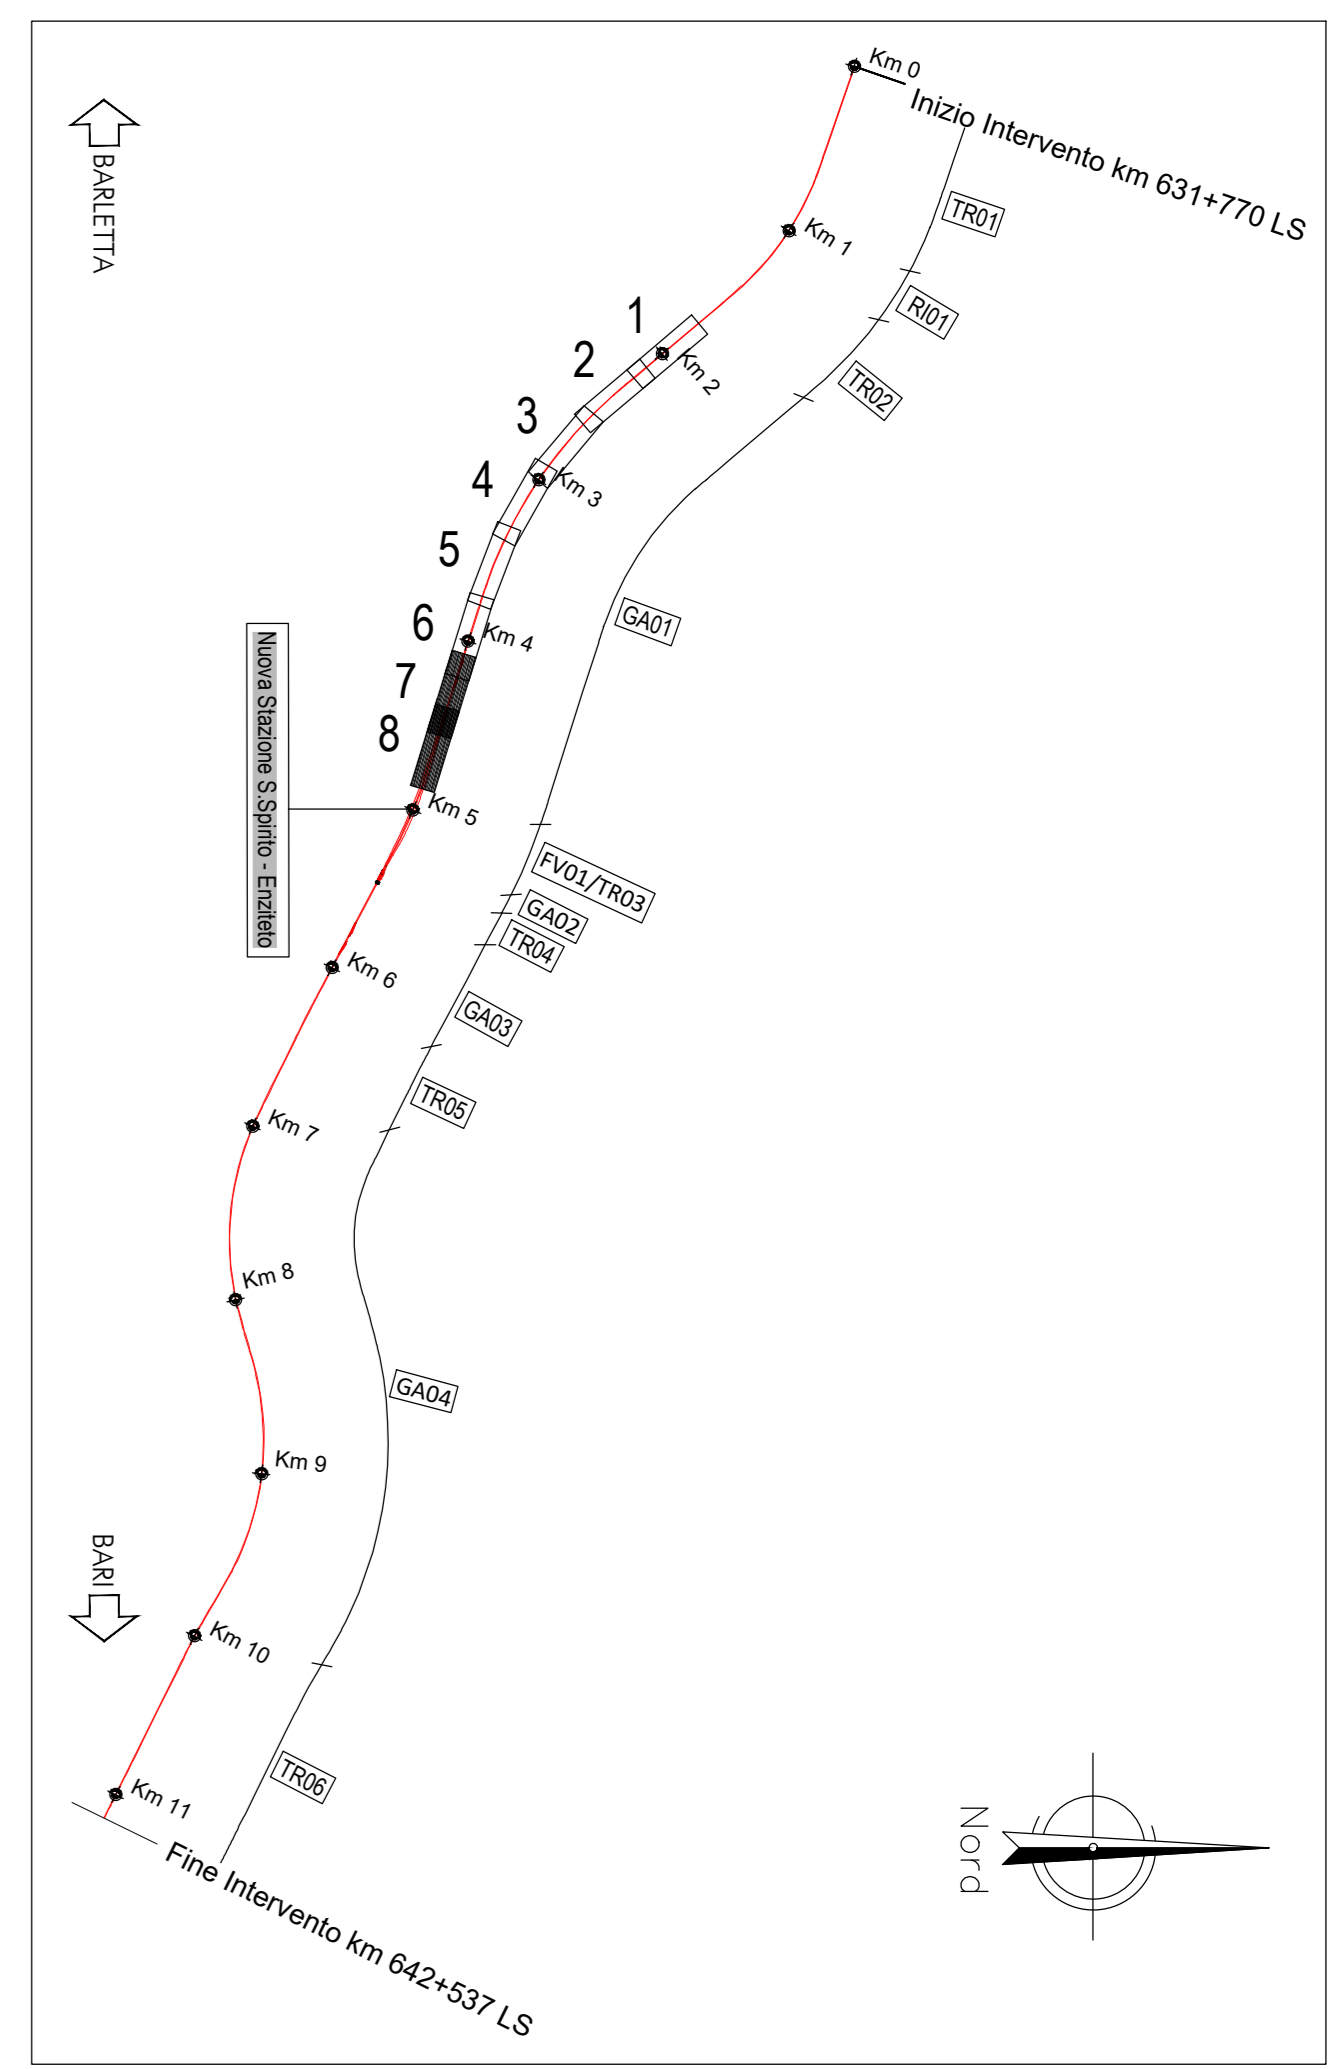 Km 0
Inizio Intervento km 631+770 LS
BARLETTA
TR01
Km 1
RI01
1
Km 2
TR02
2
3
Km 3
4
5
GA01
6
Km 4
7
8
Nuova Stazione S.Spirito - Enziteto
Km 5
FV01/TR03
GA02
TR04
Km 6
GA03
TR05
Km 7
Km 8
GA04
Km 9
BARI
Km 10
TR06
Km 11
Fine Intervento km 642+537 LS
Nord